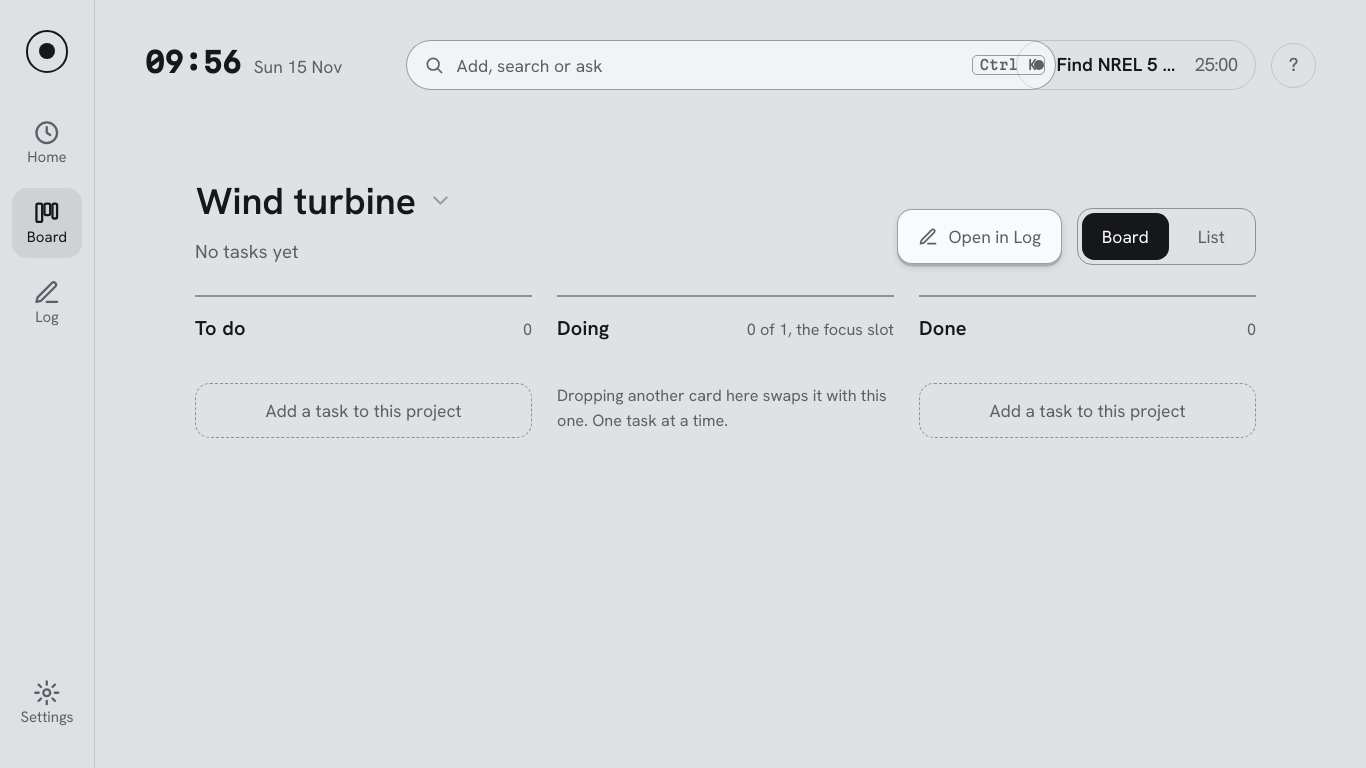 09:56 Sun 15 Nov
Add, search or ask
Ctrl K
Find NREL 5 ...
25:00
?
Home
Board
Log
Settings
Wind turbine
No tasks yet
Open in Log
Board
List
To do
0
Doing
0 of 1, the focus slot
Done
0
Add a task to this project
Dropping another card here swaps it with this
one. One task at a time.
Add a task to this project